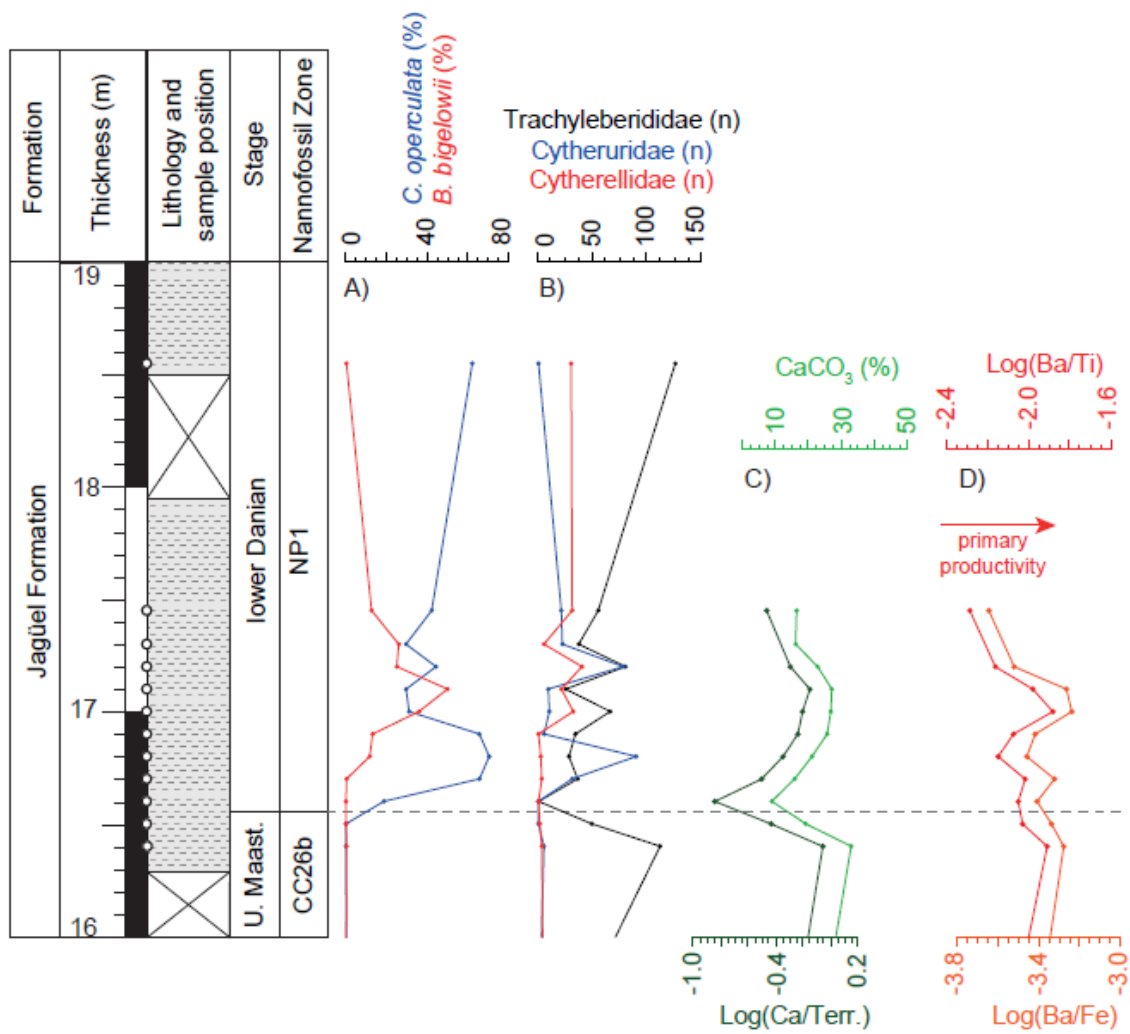 Formation
Thickness (m)
Lithology and
sample position
Stage
Nannofossil Zone
C. operculata (%)
B. bigelowii (%)
0 40 80
Trachyleberididae (n)
Cytheruridae (n)
Cytherellidae (n)
0 50 100 150
A)
B)
CaCO₃ (%)
10 30 50
C)
Log(Ba/Ti)
-2.4 -2.0 -1.6
D)
primary
productivity
Jagüel Formation
19
18
17
16
lower Danian
U. Maast.
NP1
CC26b
-1.0 -0.4 0.2
Log(Ca/Terr.)
-3.8 -3.4 -3.0
Log(Ba/Fe)